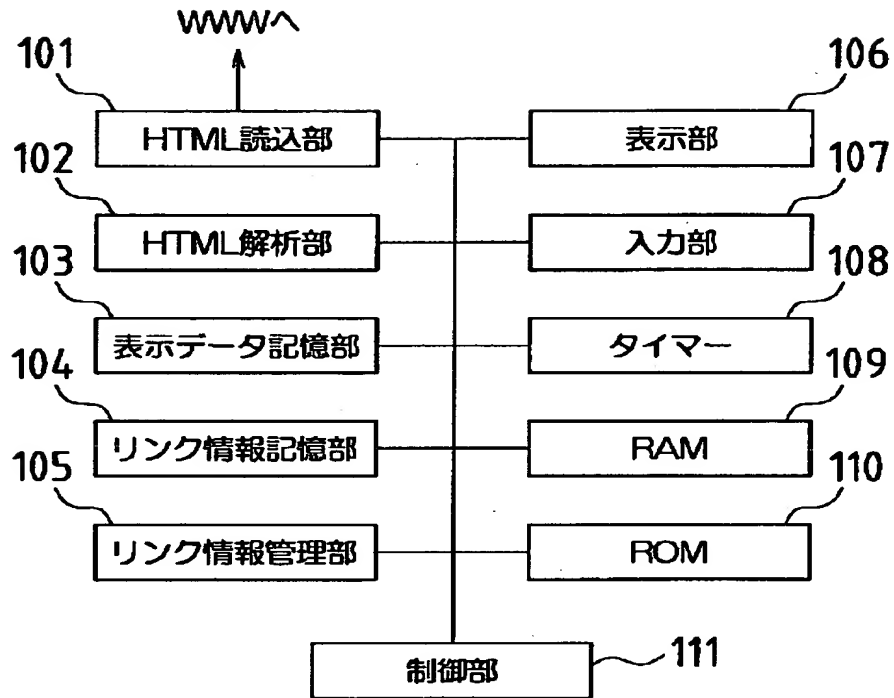 WWWへ
101
HTML読込部
106
表示部
102
HTML解析部
107
入力部
103
表示データ記憶部
108
タイマー
104
リンク情報記憶部
109
RAM
105
リンク情報管理部
110
ROM
制御部
111